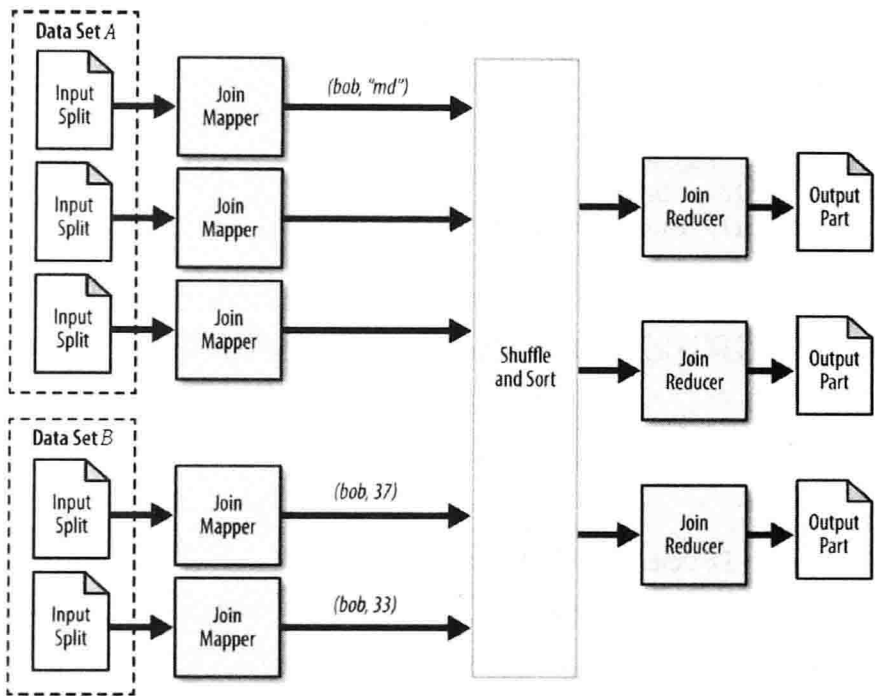 Data Set A
Input
Split
Join
Mapper
(bob, "md")
Input
Split
Join
Mapper
Input
Split
Join
Mapper
Shuffle
and Sort
Join
Reducer
Output
Part
Join
Reducer
Output
Part
Join
Reducer
Output
Part
Data Set B
Input
Split
Join
Mapper
(bob, 37)
Input
Split
Join
Mapper
(bob, 33)